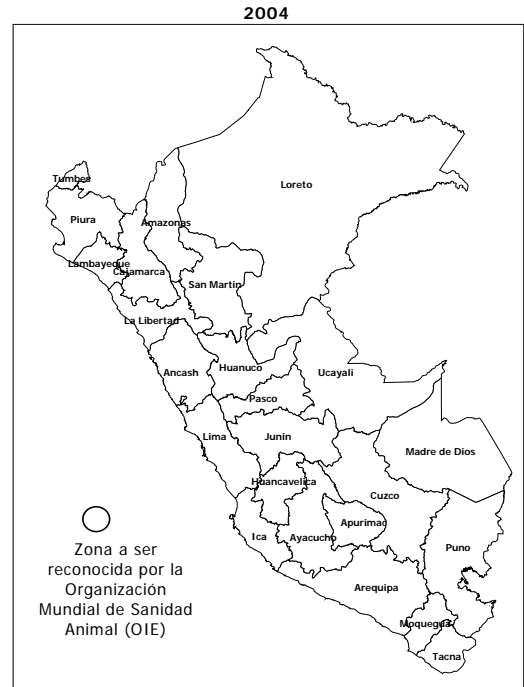 2004
Loreto
Tumbes
Piura
Amazonas
Lambayeque
Cajamarca
San Martin
La Libertad
Ancash
Huanuco
Ucayali
Pasco
Lima
Junin
Madre de Dios
Huancavelica
Cuzco
Ica
Ayacucho
Apurimac
Puno
Arequipa
Moquegua
Tacna
Zona a ser
reconocida por la
Organización
Mundial de Sanidad
Animal (OIE)